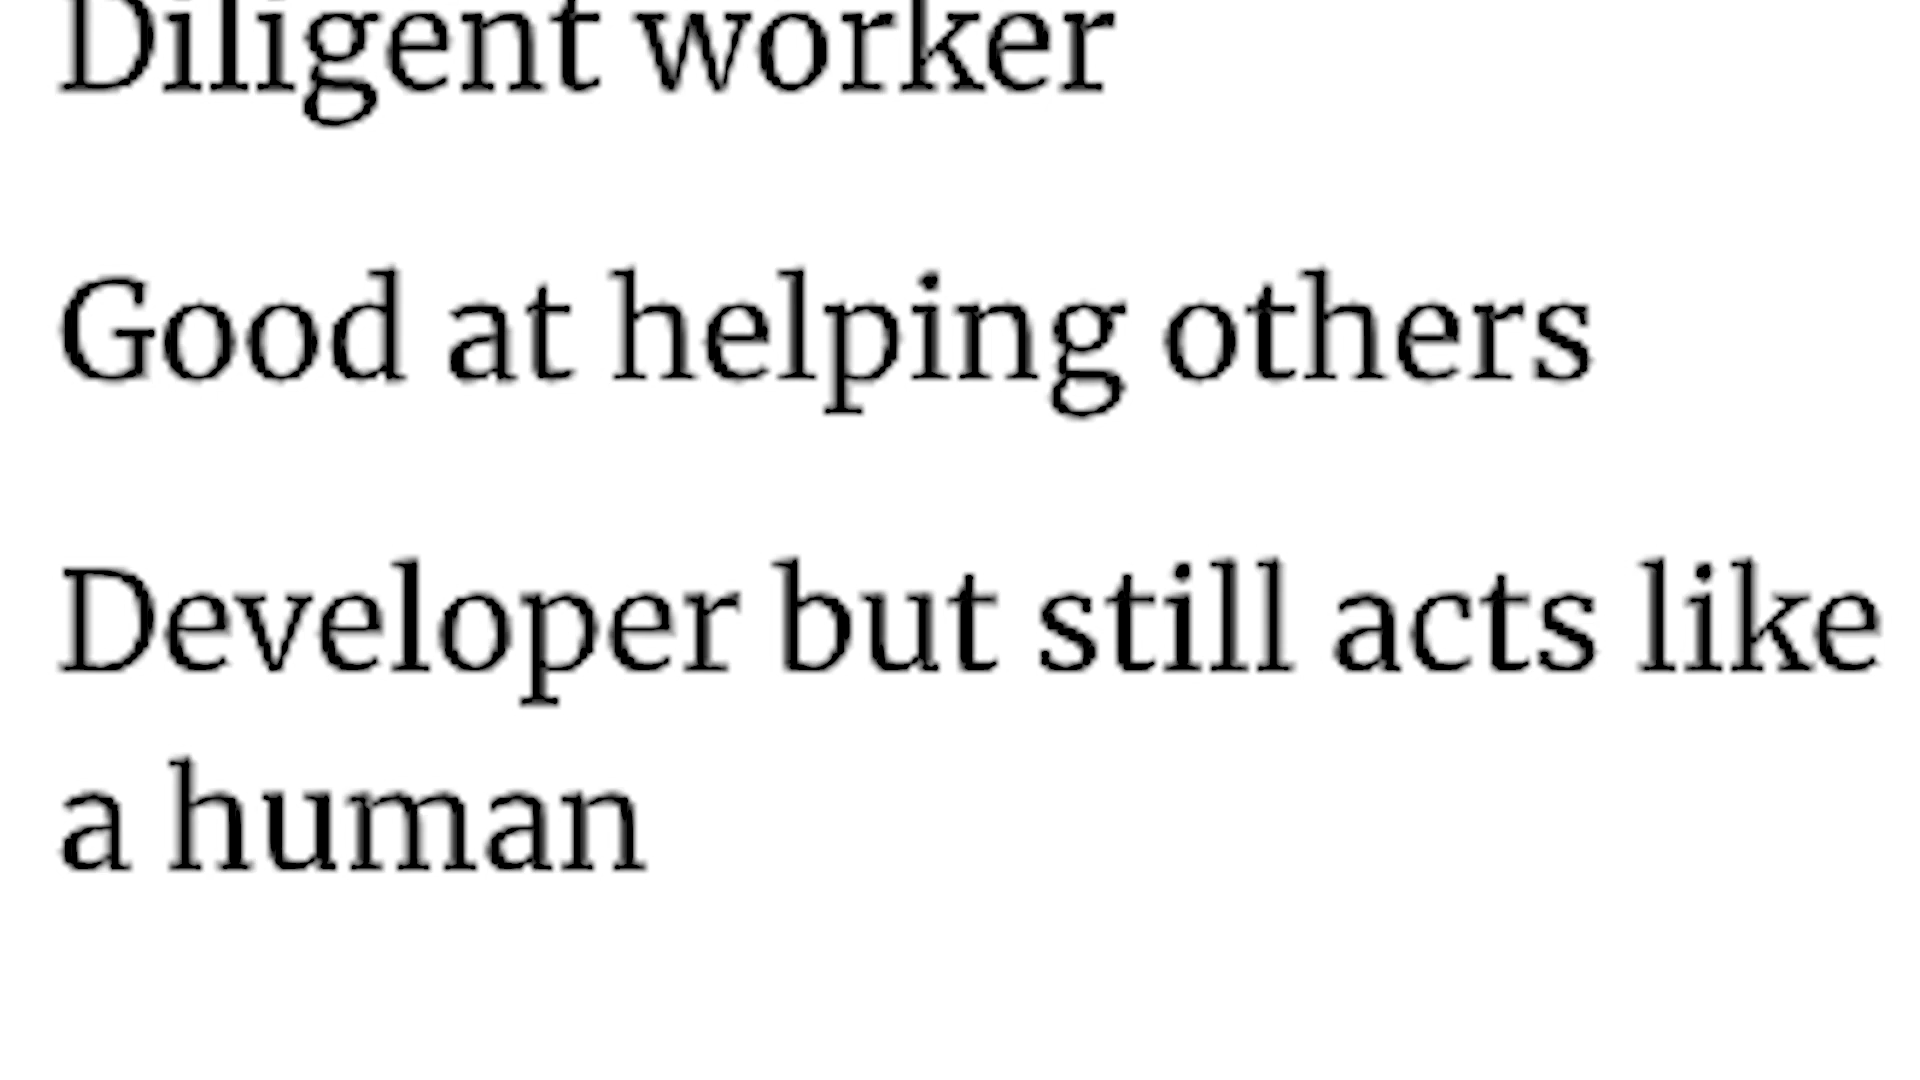 Diligent worker
Good at helping others
Developer but still acts like
a human